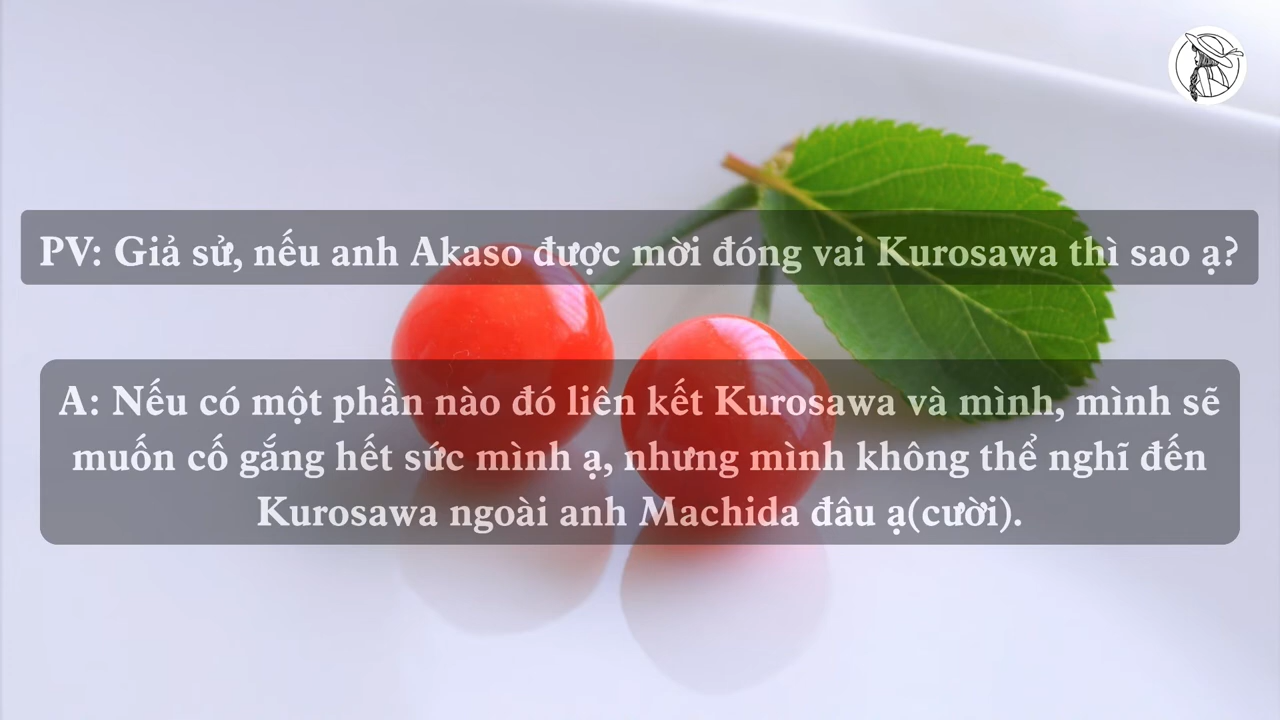 PV: Giả sử, nếu anh Akaso được mời đóng vai Kurosawa thì sao ạ?
A: Nếu có một phần nào đó liên kết Kurosawa và mình, mình sẽ
muốn cố gắng hết sức mình ạ, nhưng mình không thể nghĩ đến
Kurosawa ngoài anh Machida đâu ạ(cười).